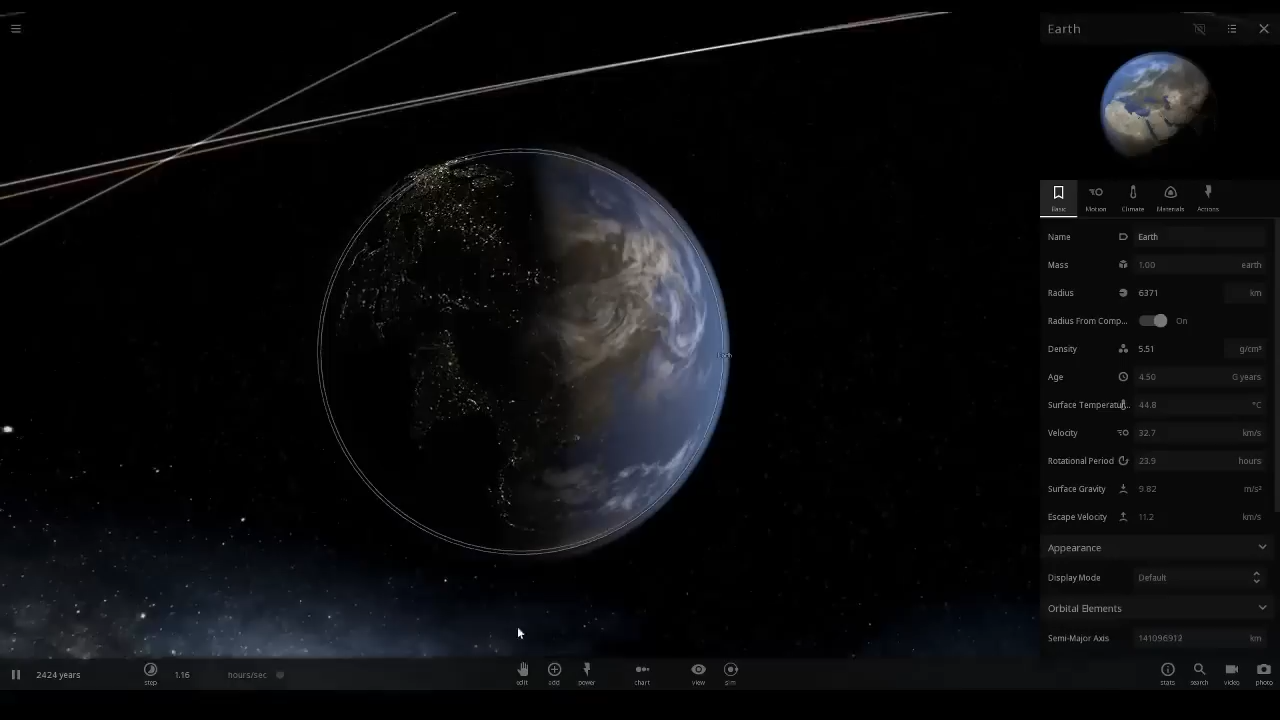 Earth
Basic Motion Climate Materials Actions
Name Earth
Mass 1.00 earth
Radius 6371 km
Radius From Comp... On
Density 5.51 g/cm³
Age 4.50 G years
Surface Temperatur... 44.8 °C
Velocity 32.7 km/s
Rotational Period 23.9 hours
Surface Gravity 9.82 m/s²
Escape Velocity 11.2 km/s
Appearance
Display Mode Default
Orbital Elements
Semi-Major Axis 141096912 km
Earth
2424 years step 1.16 hours/sec edit add power chart view sim stats search video photo